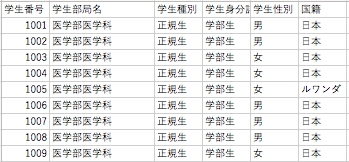 学生番号 学生部局名 学生種別 学生身分 学生性別 国籍
1001 医学部医学科 正規生 学部生 男 日本
1002 医学部医学科 正規生 学部生 男 日本
1003 医学部医学科 正規生 学部生 女 日本
1004 医学部医学科 正規生 学部生 女 日本
1005 医学部医学科 正規生 学部生 女 ルワンダ
1006 医学部医学科 正規生 学部生 男 日本
1007 医学部医学科 正規生 学部生 男 日本
1008 医学部医学科 正規生 学部生 男 日本
1009 医学部医学科 正規生 学部生 女 日本